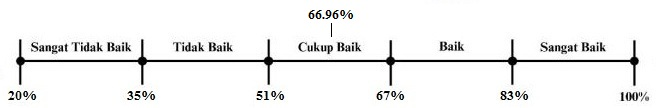 66.96%
Sangat Tidak Baik Tidak Baik Cukup Baik Baik Sangat Baik
20% 35% 51% 67% 83% 100%